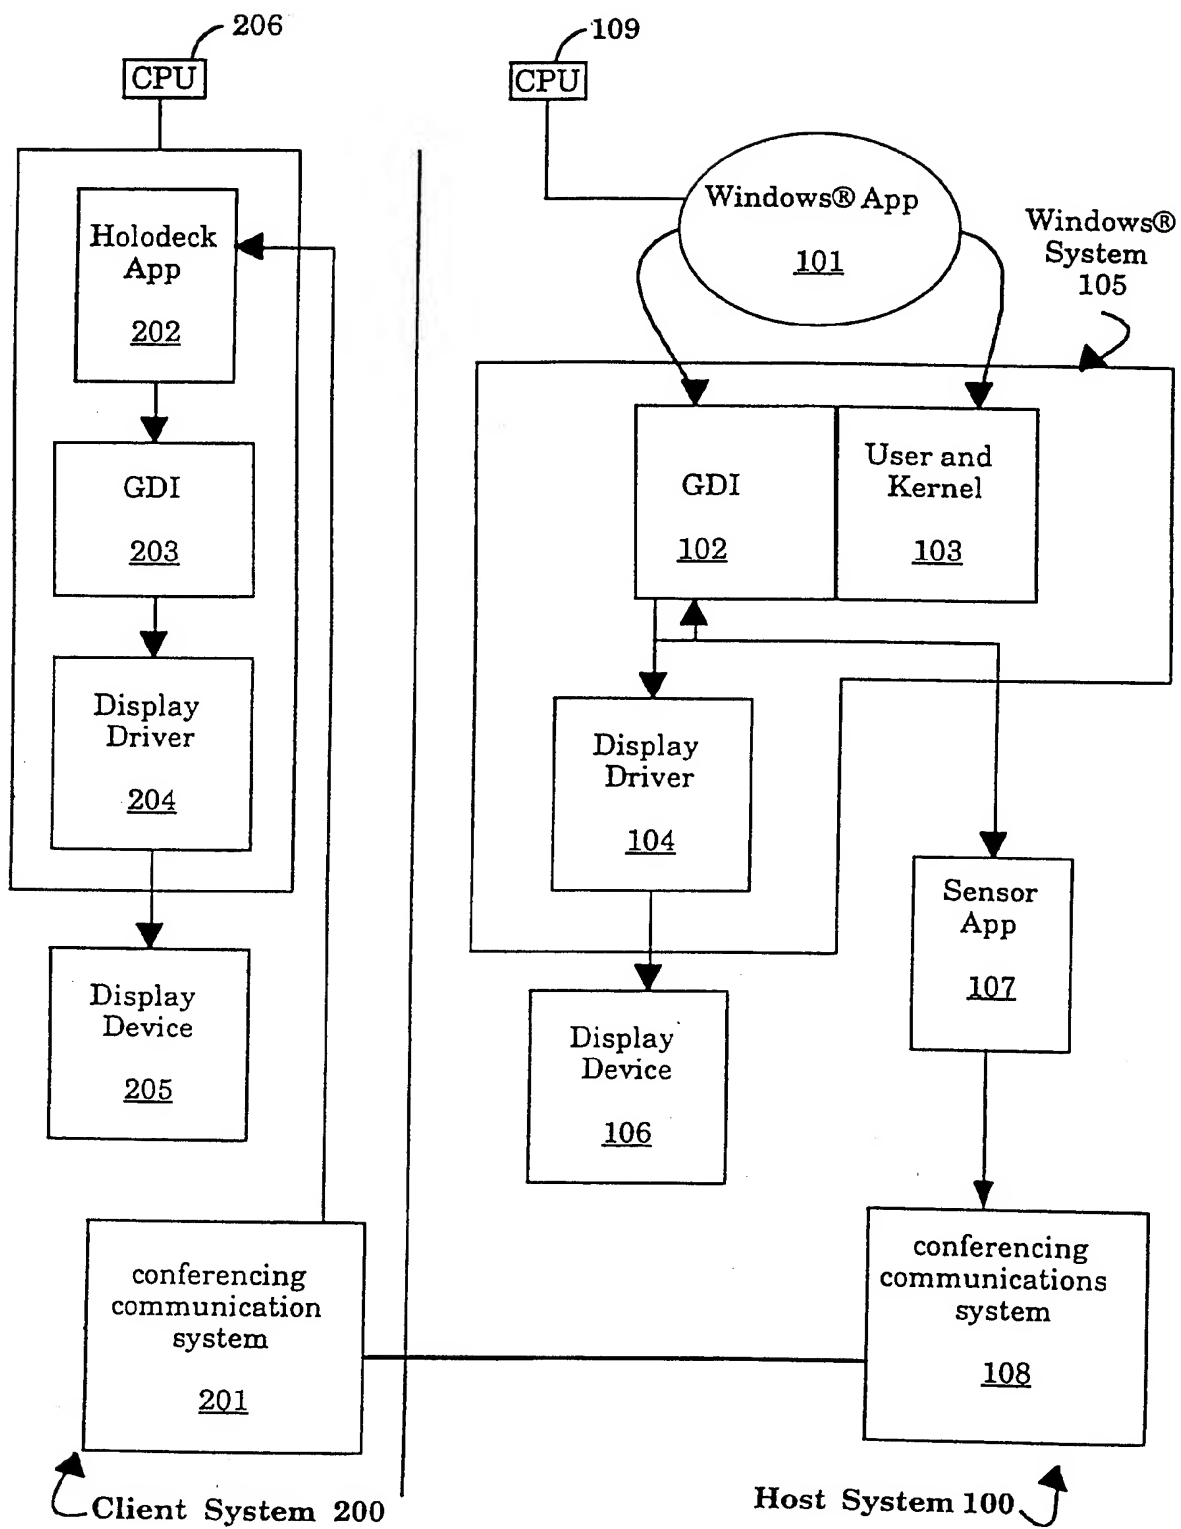 206
CPU
Holodeck
App
202
GDI
203
Display
Driver
204
Display
Device
205
conferencing
communication
system
201
Client System 200
109
CPU
Windows® App
101
Windows®
System
105
GDI
102
User and
Kernel
103
Display
Driver
104
Display
Device
106
Sensor
App
107
conferencing
communications
system
108
Host System 100